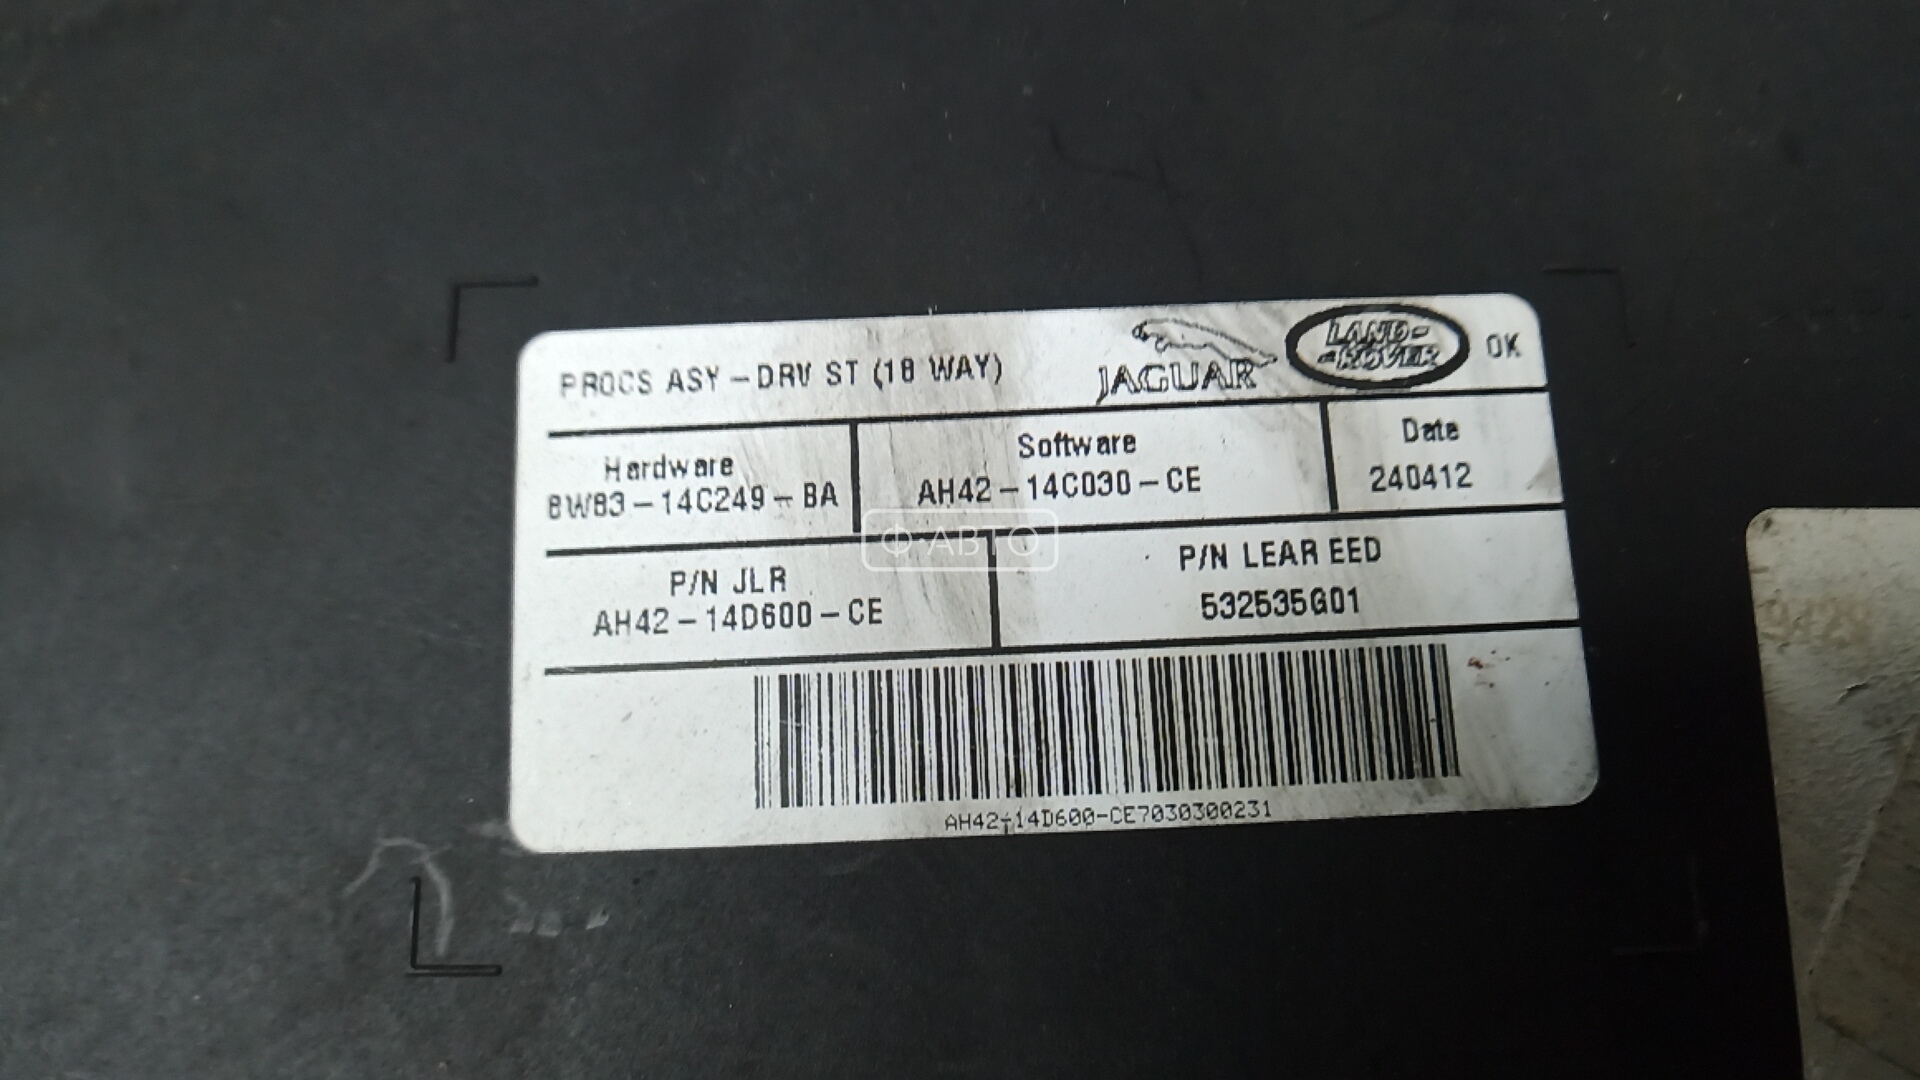 PROCS ASY - DRV ST (18 WAY)
JAGUAR
LAND-
-ROVER
OK
Hardware
8W83-14C249-BA
Software
AH42-14C030-CE
Date
240412
P/N JLR
AH42-14D600-CE
P/N LEAR EED
532535G01
AH42-14D600-CE7030300231
Ф АВТО